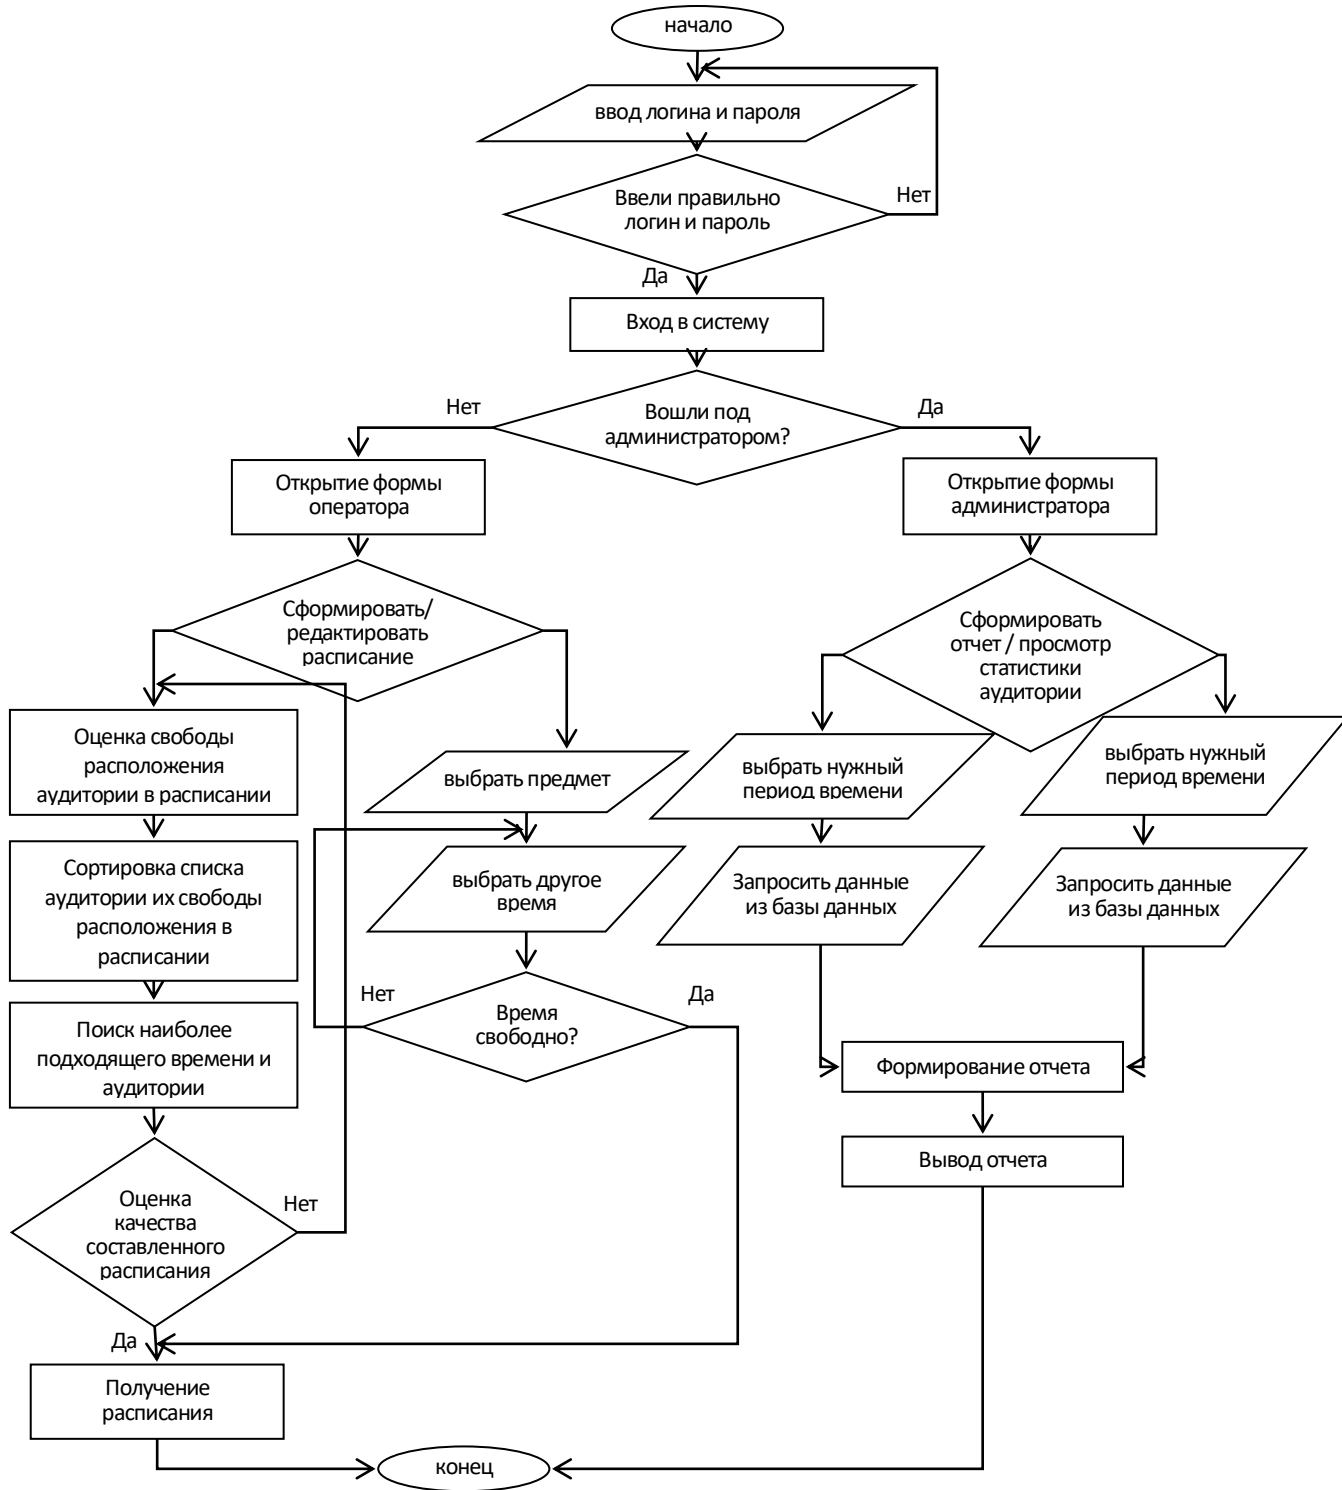 начало
ввод логина и пароля
Ввели правильно
логин и пароль
Нет
Да
Вход в систему
Вошли под
администратором?
Нет
Да
Открытие формы
оператора
Открытие формы
администратора
Сформировать/
редактировать
расписание
Сформировать
отчет / просмотр
статистики
аудитории
Оценка свободы
расположения
аудитории в расписании
выбрать предмет
выбрать нужный
период времени
выбрать нужный
период времени
Сортировка списка
аудитории их свободы
расположения в
расписании
выбрать другое
время
Запросить данные
из базы данных
Запросить данные
из базы данных
Поиск наиболее
подходящего времени и
аудитории
Нет
Да
Время
свободно?
Формирование отчета
Вывод отчета
Оценка
качества
составленного
расписания
Нет
Да
Получение
расписания
конец